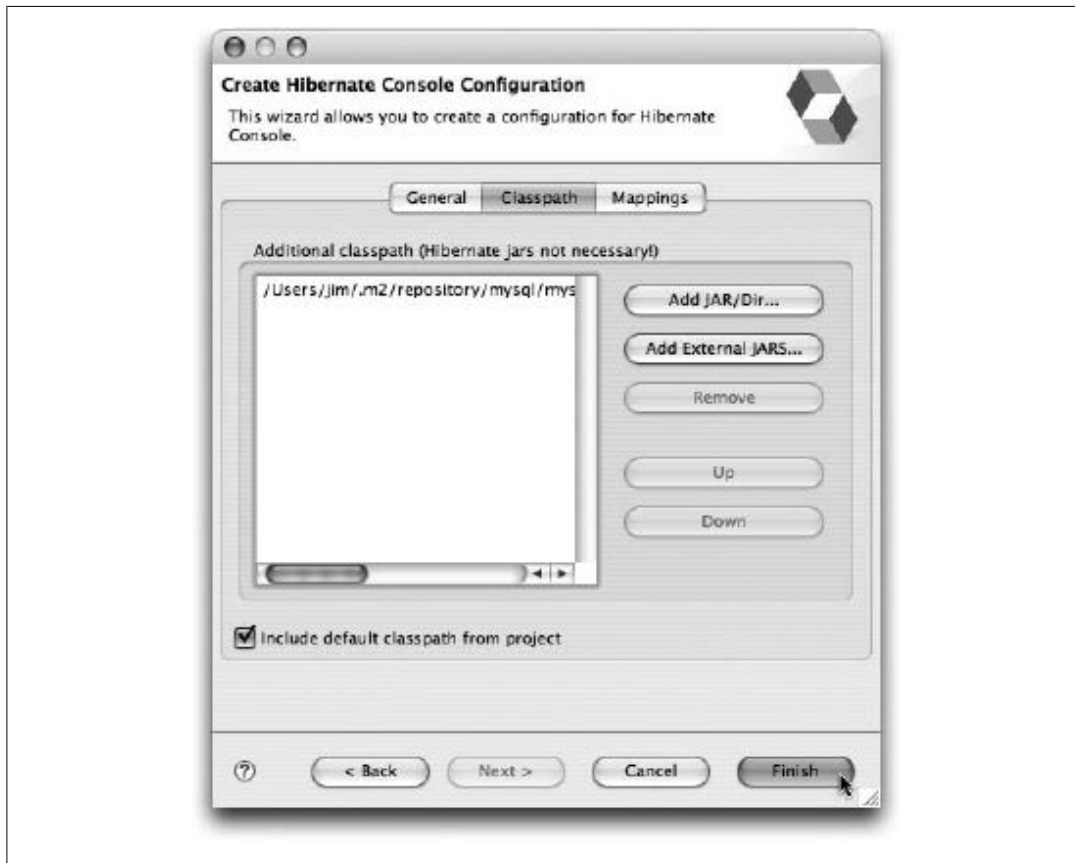 Create Hibernate Console Configuration
This wizard allows you to create a configuration for Hibernate
Console.
General Classpath Mappings
Additional classpath (Hibernate jars not necessary!)
/Users/jim/.m2/repository/mysql/mys
Add JAR/Dir...
Add External JARS...
Remove
Up
Down
Include default classpath from project
? < Back Next > Cancel Finish